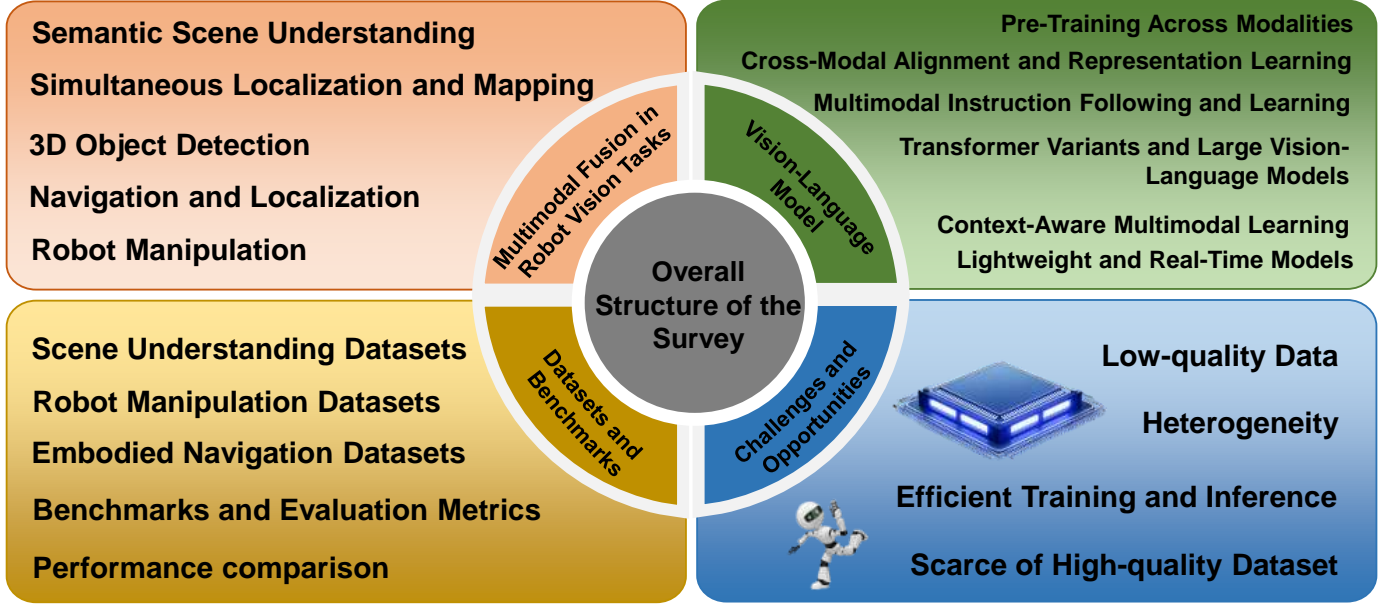 Semantic Scene Understanding
Simultaneous Localization and Mapping
3D Object Detection
Navigation and Localization
Robot Manipulation
Multimodal Fusion in
Robot Vision Tasks
Pre-Training Across Modalities
Cross-Modal Alignment and Representation Learning
Multimodal Instruction Following and Learning
Transformer Variants and Large Vision-
Language Models
Context-Aware Multimodal Learning
Lightweight and Real-Time Models
Vision-Language
Model
Overall
Structure of the
Survey
Scene Understanding Datasets
Robot Manipulation Datasets
Embodied Navigation Datasets
Benchmarks and Evaluation Metrics
Performance comparison
Datasets and
Benchmarks
Challenges and
Opportunities
Low-quality Data
Heterogeneity
Efficient Training and Inference
Scarce of High-quality Dataset